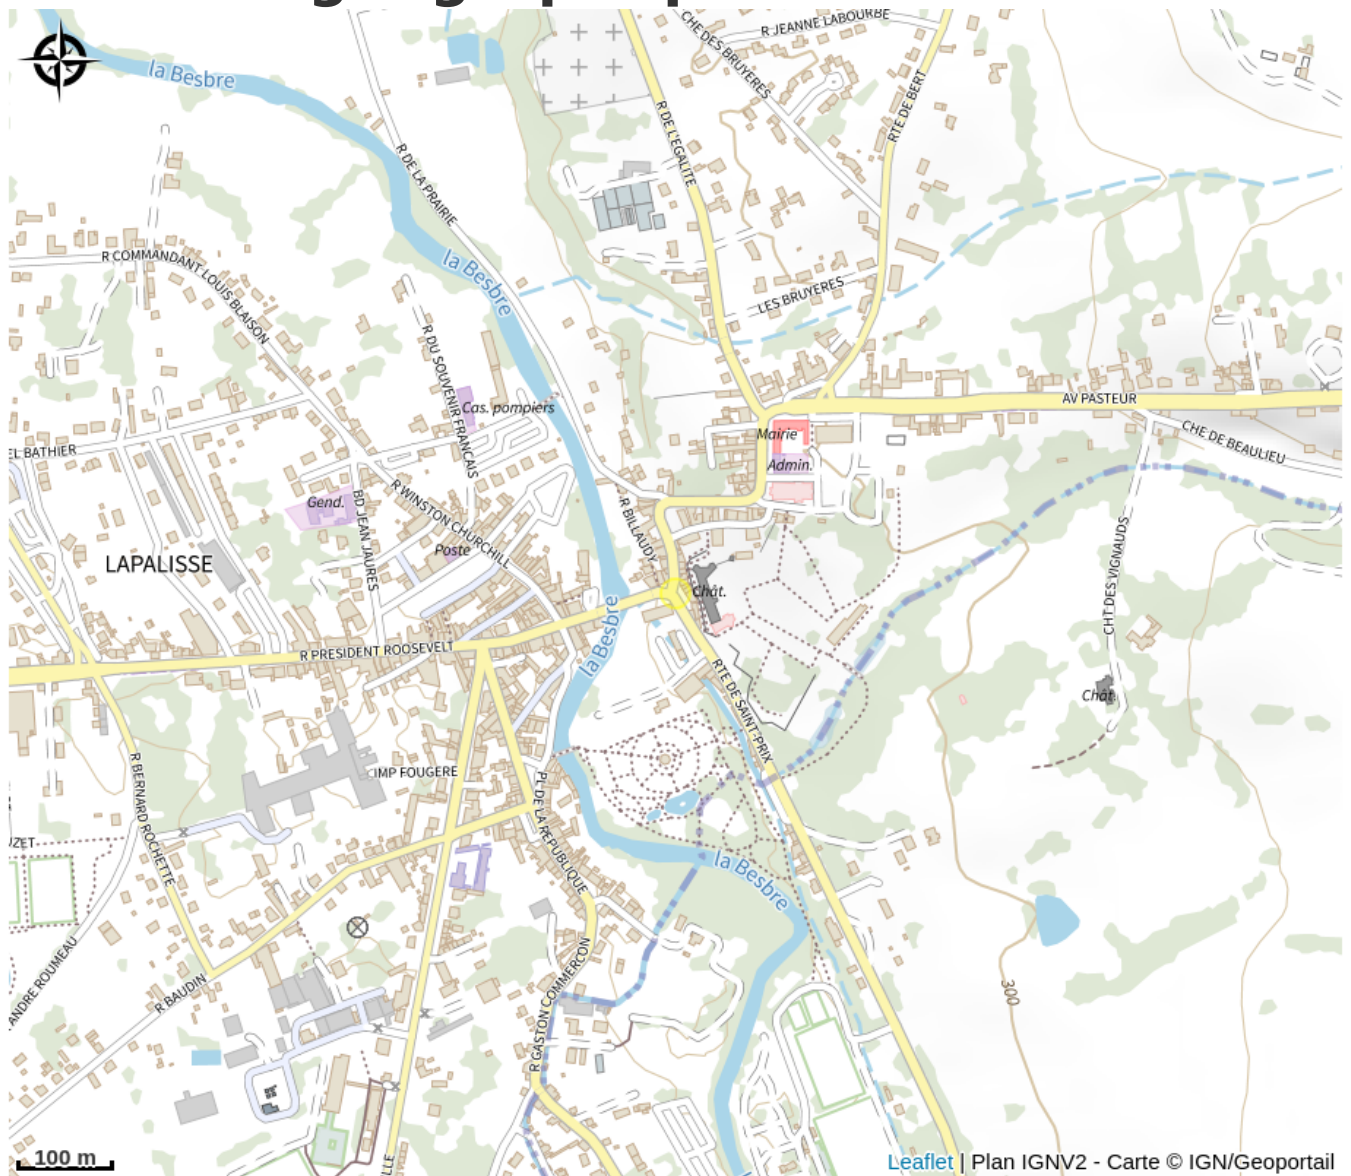 la Besbre
R JEANNE LABOURBE
CHE DES BRUYERES
R DE L'EGALITE
RTE DE BERT
R DE LA PRAIRIE
la Besbre
R COMMANDANT LOUIS BLAISON
LES BRUYERES
R DU SOUVENIR FRANCAIS
Cas. pompiers
AV PASTEUR
Mairie
CHE DE BEAULIEU
EL BATHIER
Admin.
Gend.
BD JEAN JAURES
R WINSTON CHURCHILL
R BILLAUDY
Poste
LAPALISSE
Chât.
CHT DES VIGNAUDS
la Besbre
R PRESIDENT ROOSEVELT
RTE DE SAINT-PRIX
Chât.
R BERNARD ROCHETTE
IMP FOUGERE
PL DE LA REPUBLIQUE
UZET
la Besbre
ANDRE ROUMEAU
R BAUDIN
R GASTON COMMERCON
300
LLE
100 m
Leaflet | Plan IGNV2 - Carte © IGN/Geoportail